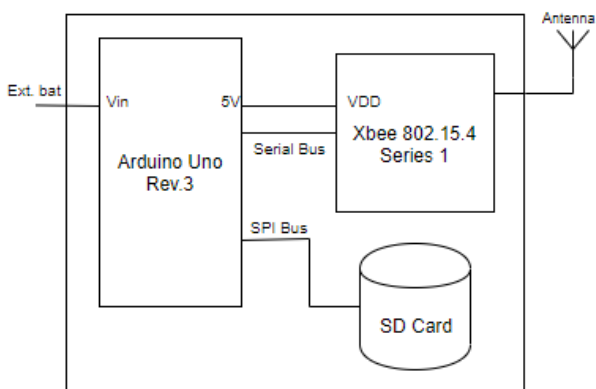 Antenna
Ext. bat
Vin
5V
VDD
Xbee 802.15.4
Series 1
Serial Bus
Arduino Uno
Rev.3
SPI Bus
SD Card